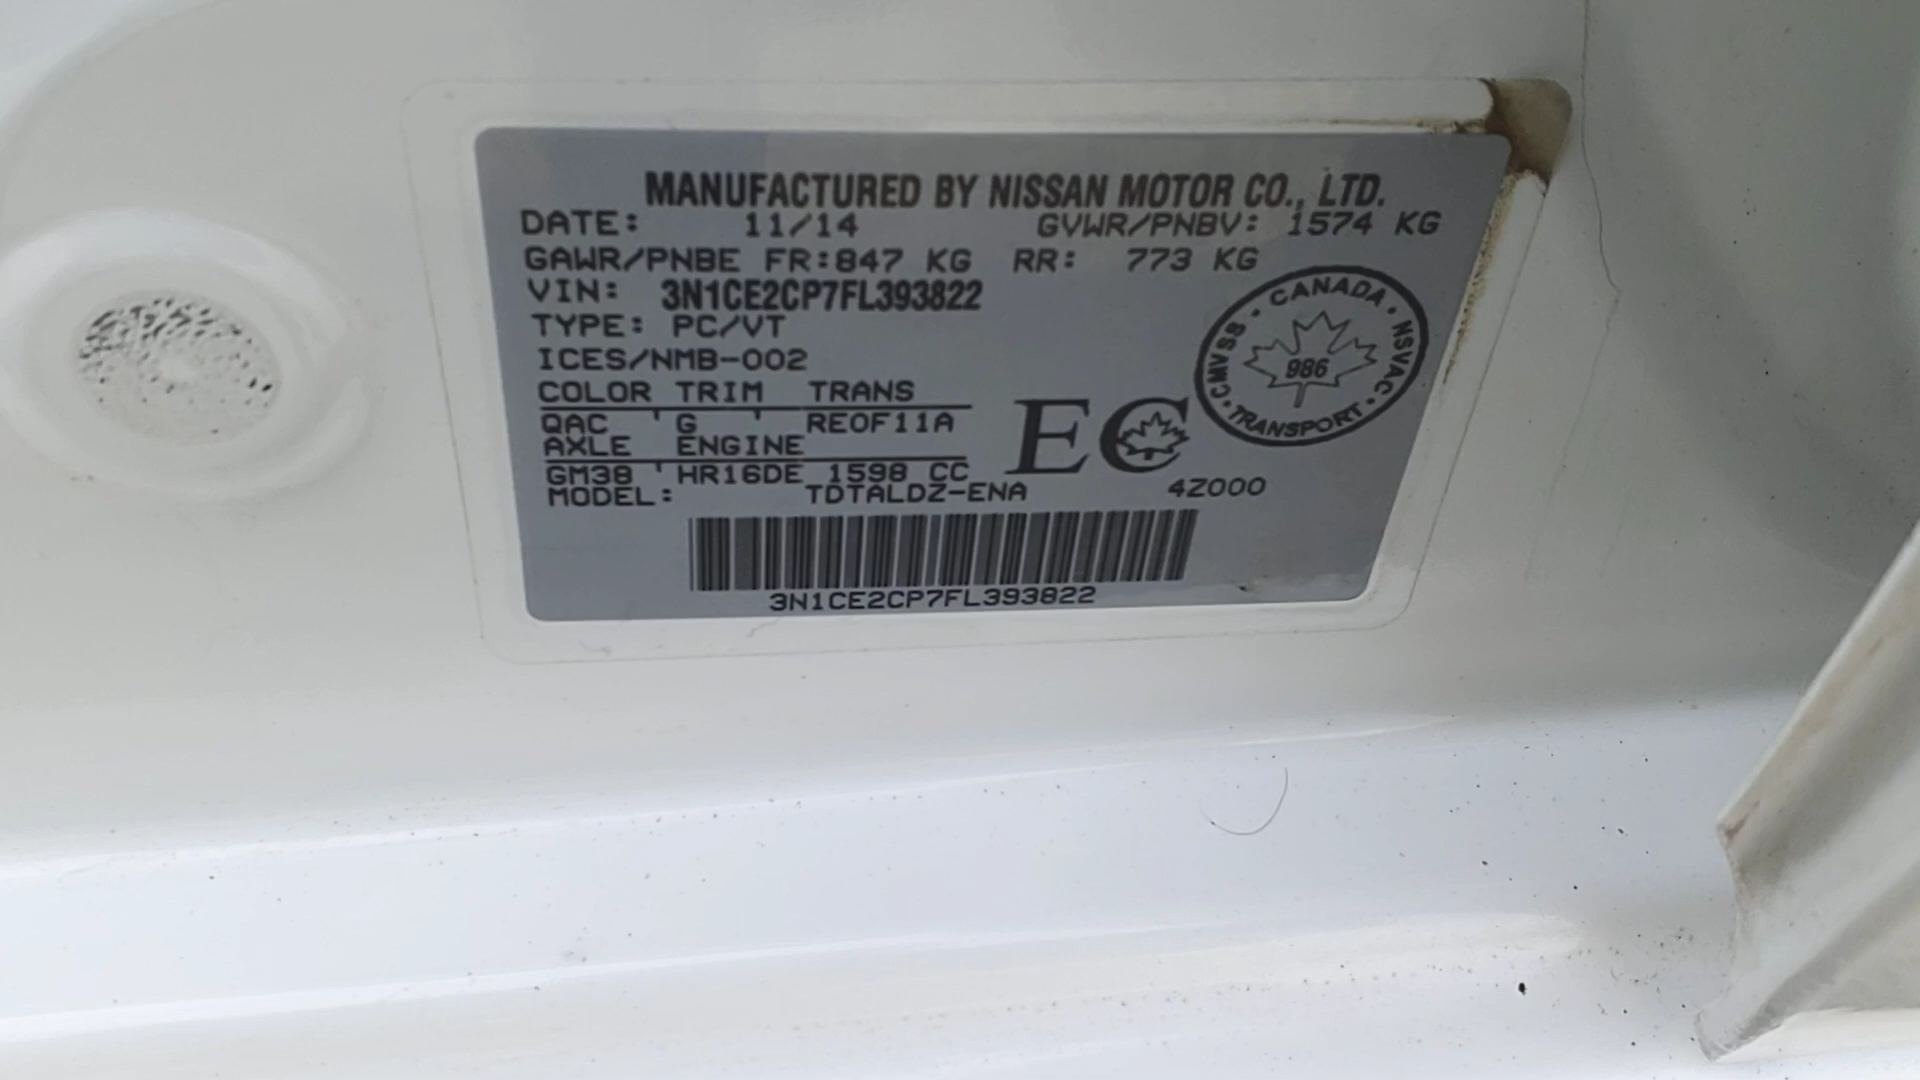 MANUFACTURED BY NISSAN MOTOR CO., LTD.
DATE: 11/14 GVWR/PNBV: 1574 KG
GAWR/PNBE FR:847 KG RR: 773 KG
VIN: 3N1CE2CP7FL393822
TYPE: PC/VT
ICES/NMB-002
COLOR TRIM TRANS
QAC ' G ' RE0F11A
AXLE ENGINE
GM38 ' HR16DE 1598 CC
MODEL: TDTALDZ-ENA 4Z000
EC
CANADA · NSVAC · TRANSPORT · CMVSS ·
986
3N1CE2CP7FL393822